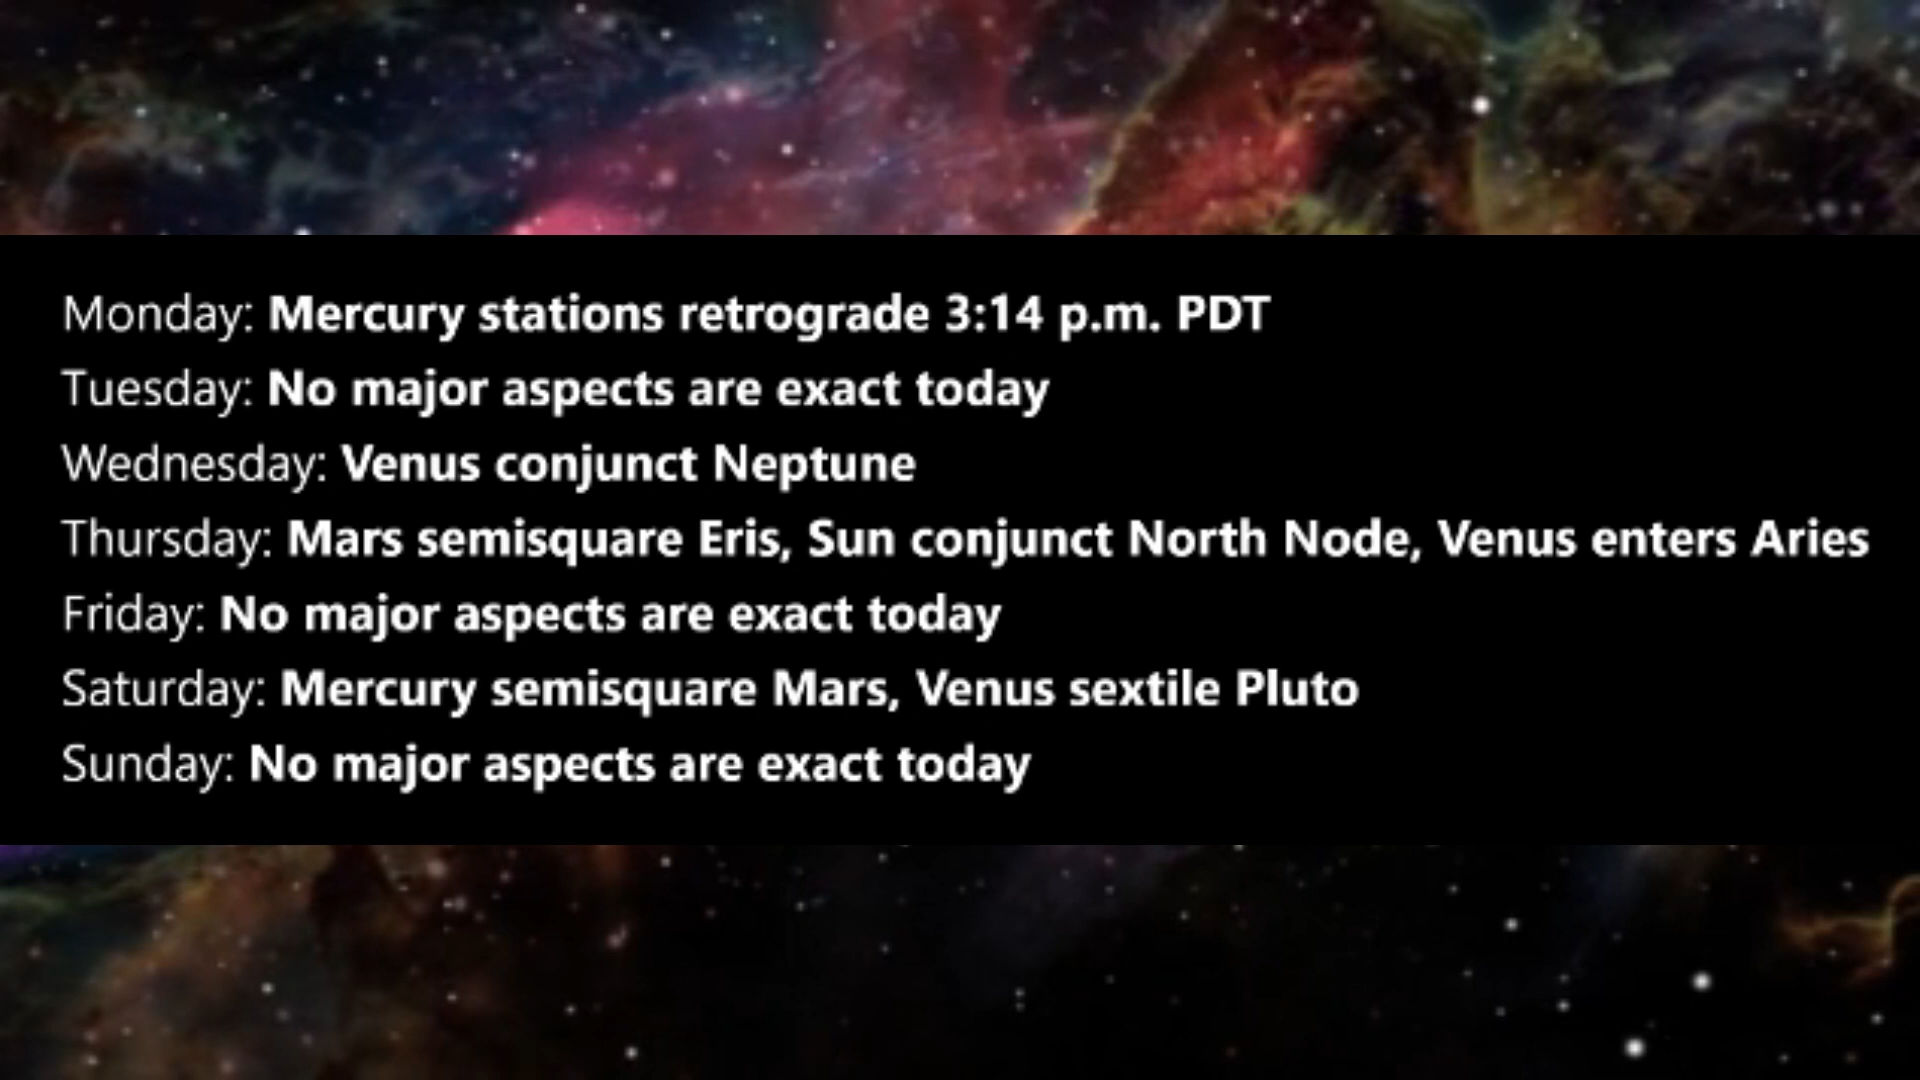 Monday: Mercury stations retrograde 3:14 p.m. PDT
Tuesday: No major aspects are exact today
Wednesday: Venus conjunct Neptune
Thursday: Mars semisquare Eris, Sun conjunct North Node, Venus enters Aries
Friday: No major aspects are exact today
Saturday: Mercury semisquare Mars, Venus sextile Pluto
Sunday: No major aspects are exact today